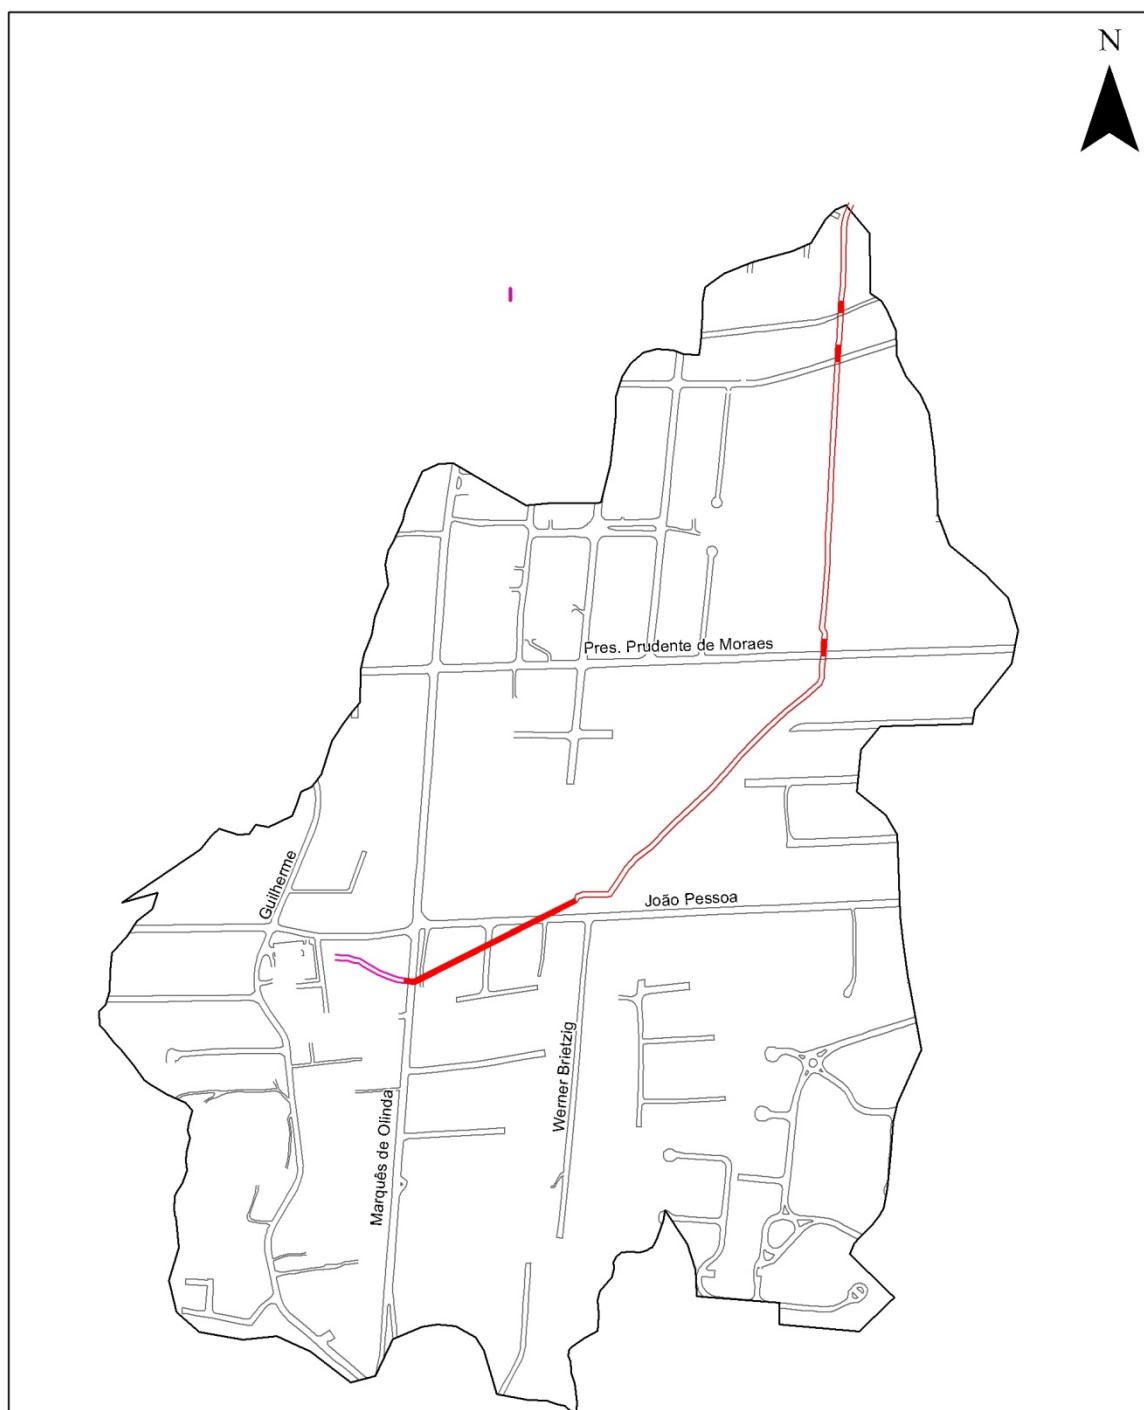 N
Pres. Prudente de Moraes
Guilherme
João Pessoa
Werner Brietzig
Marquês de Olinda